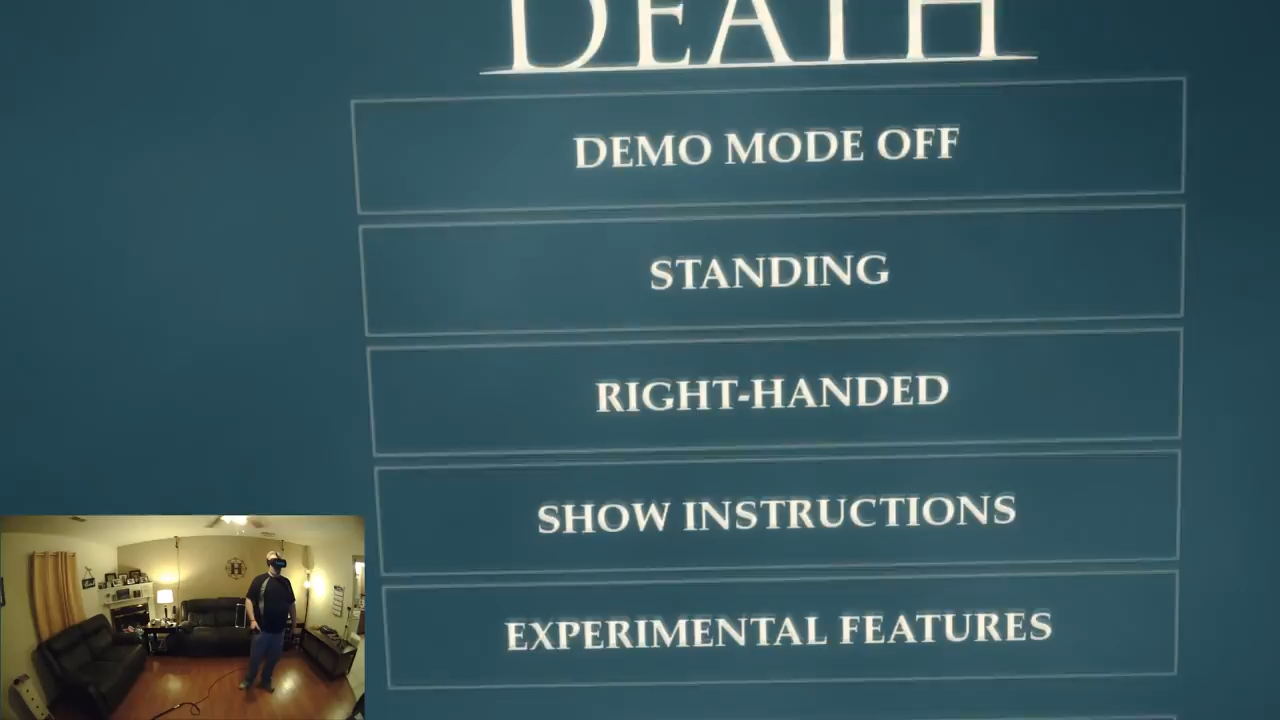 DEATH
DEMO MODE OFF
STANDING
RIGHT-HANDED
SHOW INSTRUCTIONS
EXPERIMENTAL FEATURES